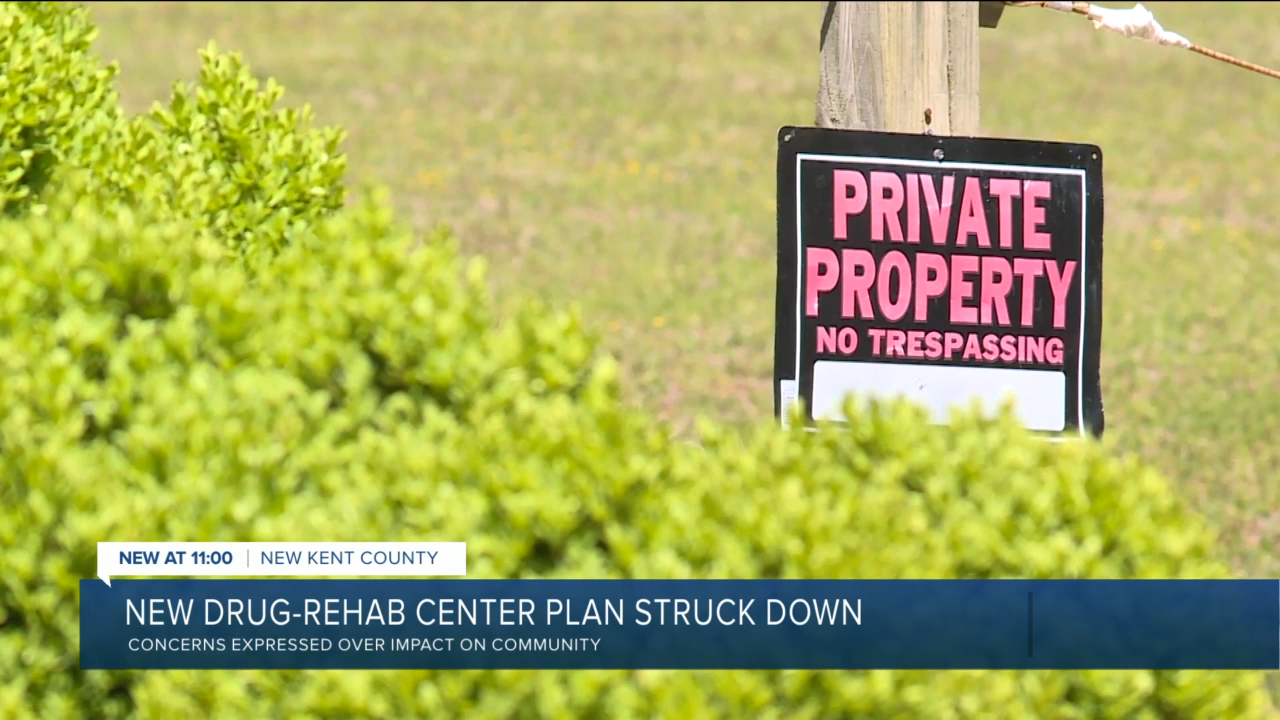 PRIVATE
PROPERTY
NO TRESPASSING
NEW AT 11:00 | NEW KENT COUNTY
NEW DRUG-REHAB CENTER PLAN STRUCK DOWN
CONCERNS EXPRESSED OVER IMPACT ON COMMUNITY